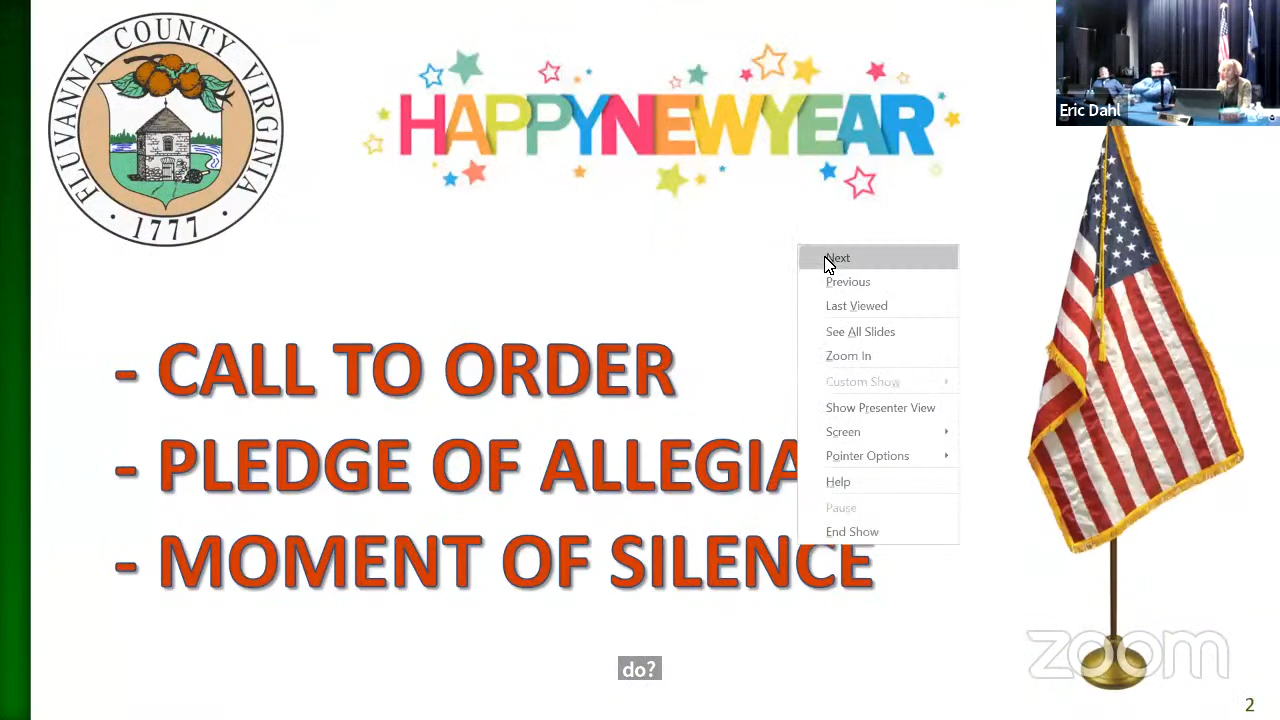 FLUVANNA COUNTY VIRGINIA
1777
HAPPYNEWYEAR
Eric Dahl
Next
Previous
Last Viewed
See All Slides
Zoom In
Custom Show
Show Presenter View
Screen
Pointer Options
Help
Pause
End Show
- CALL TO ORDER
- PLEDGE OF ALLEGIA
- MOMENT OF SILENCE
do?
zoom
2